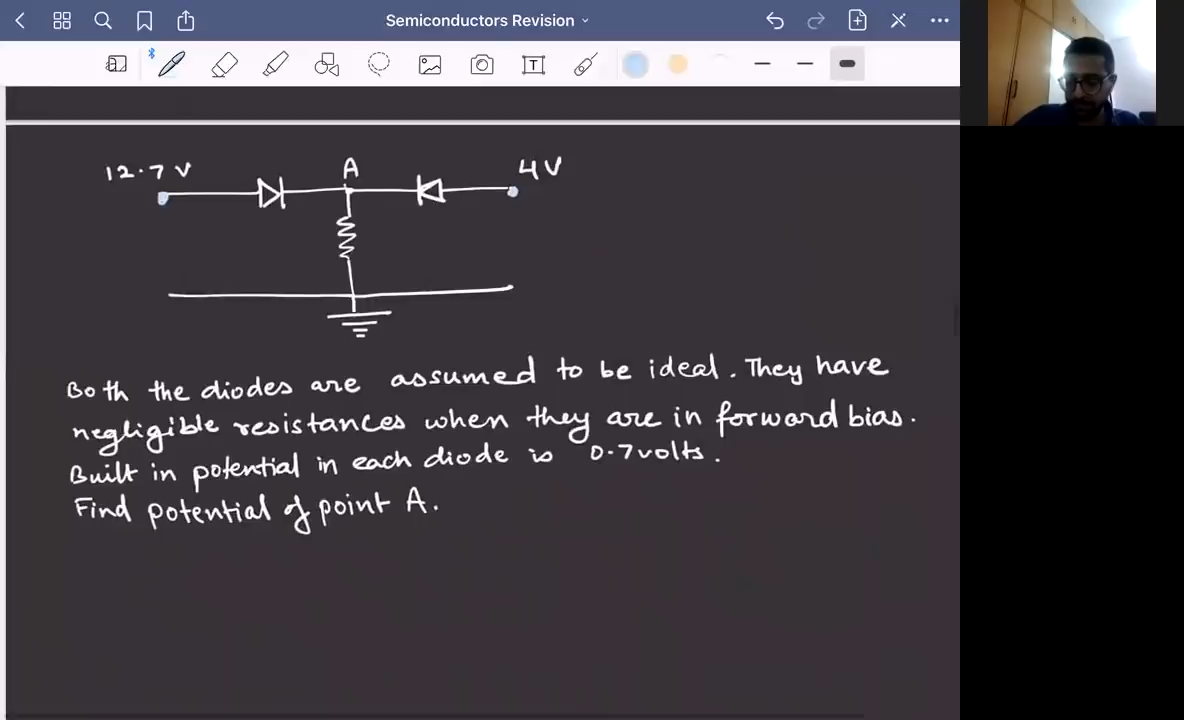 Semiconductors Revision
T
12.7 V
A
4V
Both the diodes are assumed to be ideal. They have
negligible resistances when they are in forward bias.
Built in potential in each diode is 0.7 volts.
Find potential of point A.